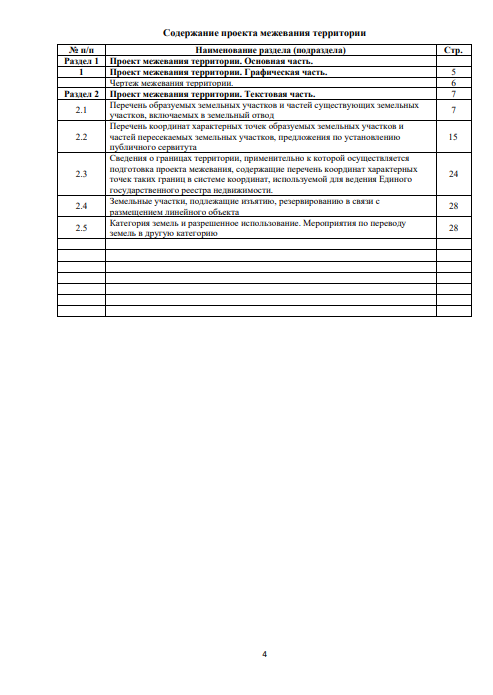 Содержание проекта межевания территории
№ п/п Наименование раздела (подраздела) Стр.
Раздел 1 Проект межевания территории. Основная часть.
1 Проект межевания территории. Графическая часть. 5
Чертеж межевания территории. 6
Раздел 2 Проект межевания территории. Текстовая часть. 7
2.1 Перечень образуемых земельных участков и частей существующих земельных 7
участков, включаемых в земельный отвод
Перечень координат характерных точек образуемых земельных участков и
2.2 частей пересекаемых земельных участков, предложения по установлению 15
публичного сервитута
Сведения о границах территории, применительно к которой осуществляется
2.3 подготовка проекта межевания, содержащие перечень координат характерных 24
точек таких границ в системе координат, используемой для ведения Единого
государственного реестра недвижимости.
2.4 Земельные участки, подлежащие изъятию, резервированию в связи с 28
размещением линейного объекта
2.5 Категория земель и разрешенное использование. Мероприятия по переводу 28
земель в другую категорию
4